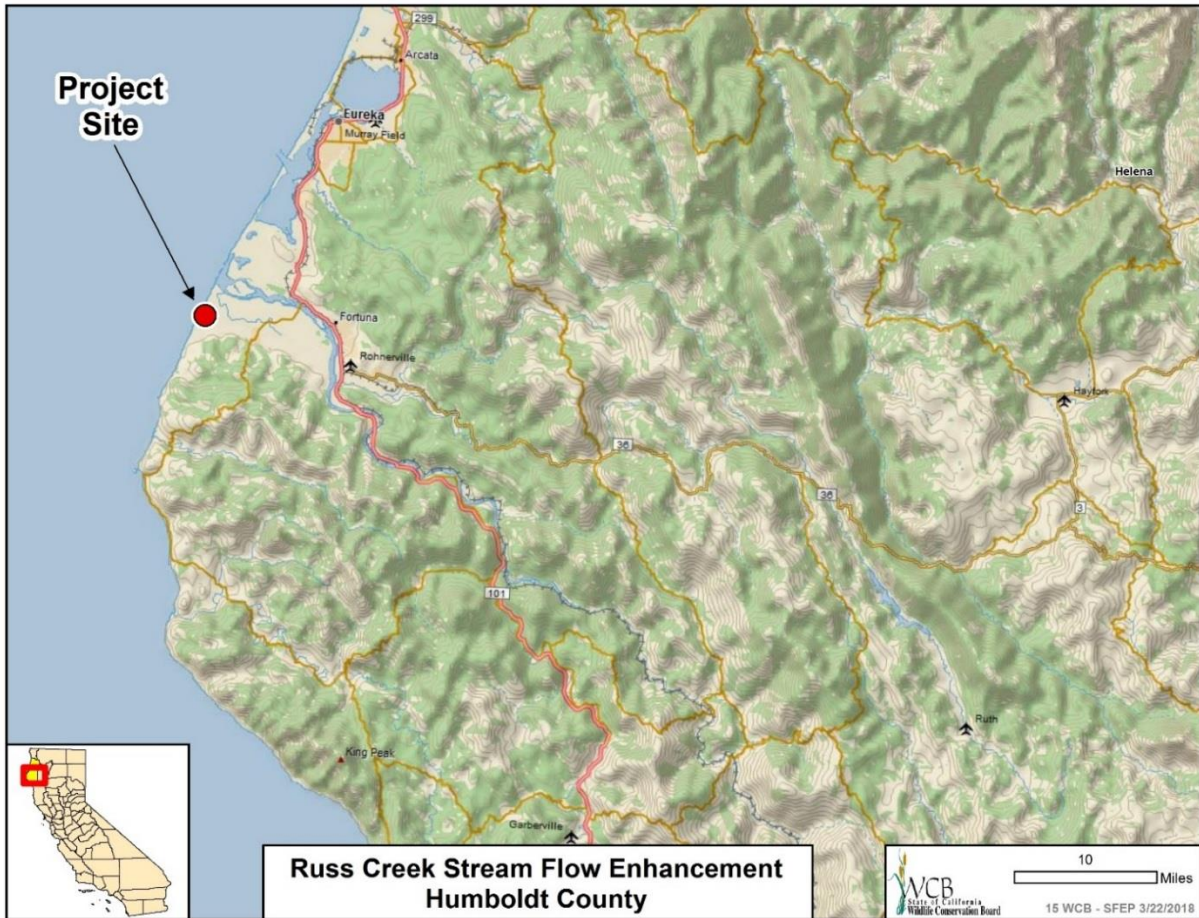 299
Arcata
Project
Site
Eureka
Murray Field
Helena
Fortuna
Rohnerville
Hayfork
36
36
3
101
Ruth
King Peak
Garberville
Russ Creek Stream Flow Enhancement
Humboldt County
WCB
State of California
Wildlife Conservation Board
10
Miles
15 WCB - SFEP 3/22/2018